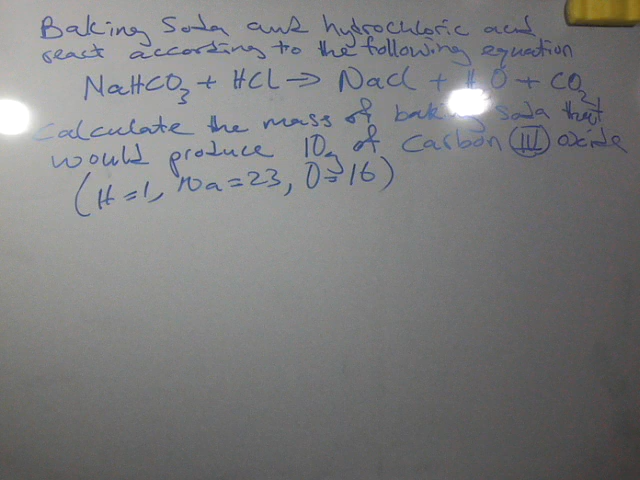 Baking Soda and hydrochloric acid
react according to the following equation
NaHCO3 + HCl → Nacl + H2O + CO2
Calculate the mass of baking soda that
would produce 10g of Carbon (IV) oxide
(H=1, Na=23, O=16)